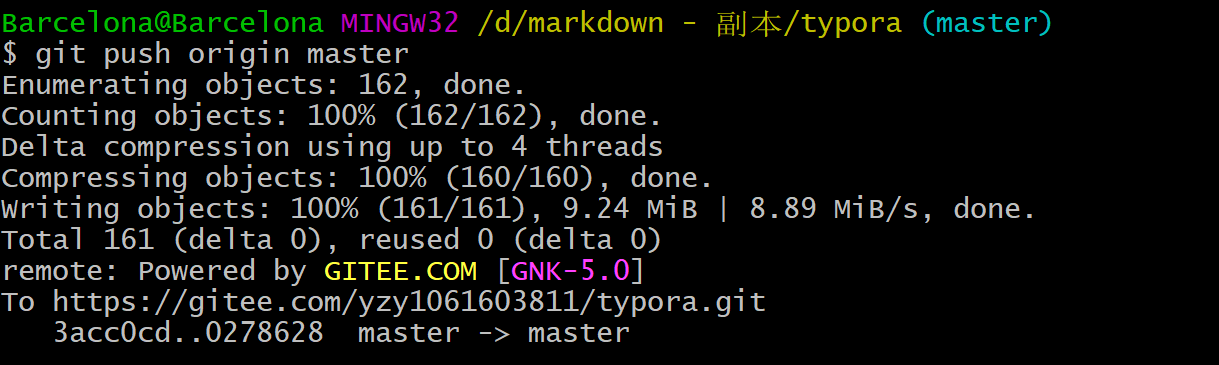 Barcelona@Barcelona MINGW32 /d/markdown - 副本/typora (master)
$ git push origin master
Enumerating objects: 162, done.
Counting objects: 100% (162/162), done.
Delta compression using up to 4 threads
Compressing objects: 100% (160/160), done.
Writing objects: 100% (161/161), 9.24 MiB | 8.89 MiB/s, done.
Total 161 (delta 0), reused 0 (delta 0)
remote: Powered by GITEE.COM [GNK-5.0]
To https://gitee.com/yzy1061603811/typora.git
   3acc0cd..0278628  master -> master